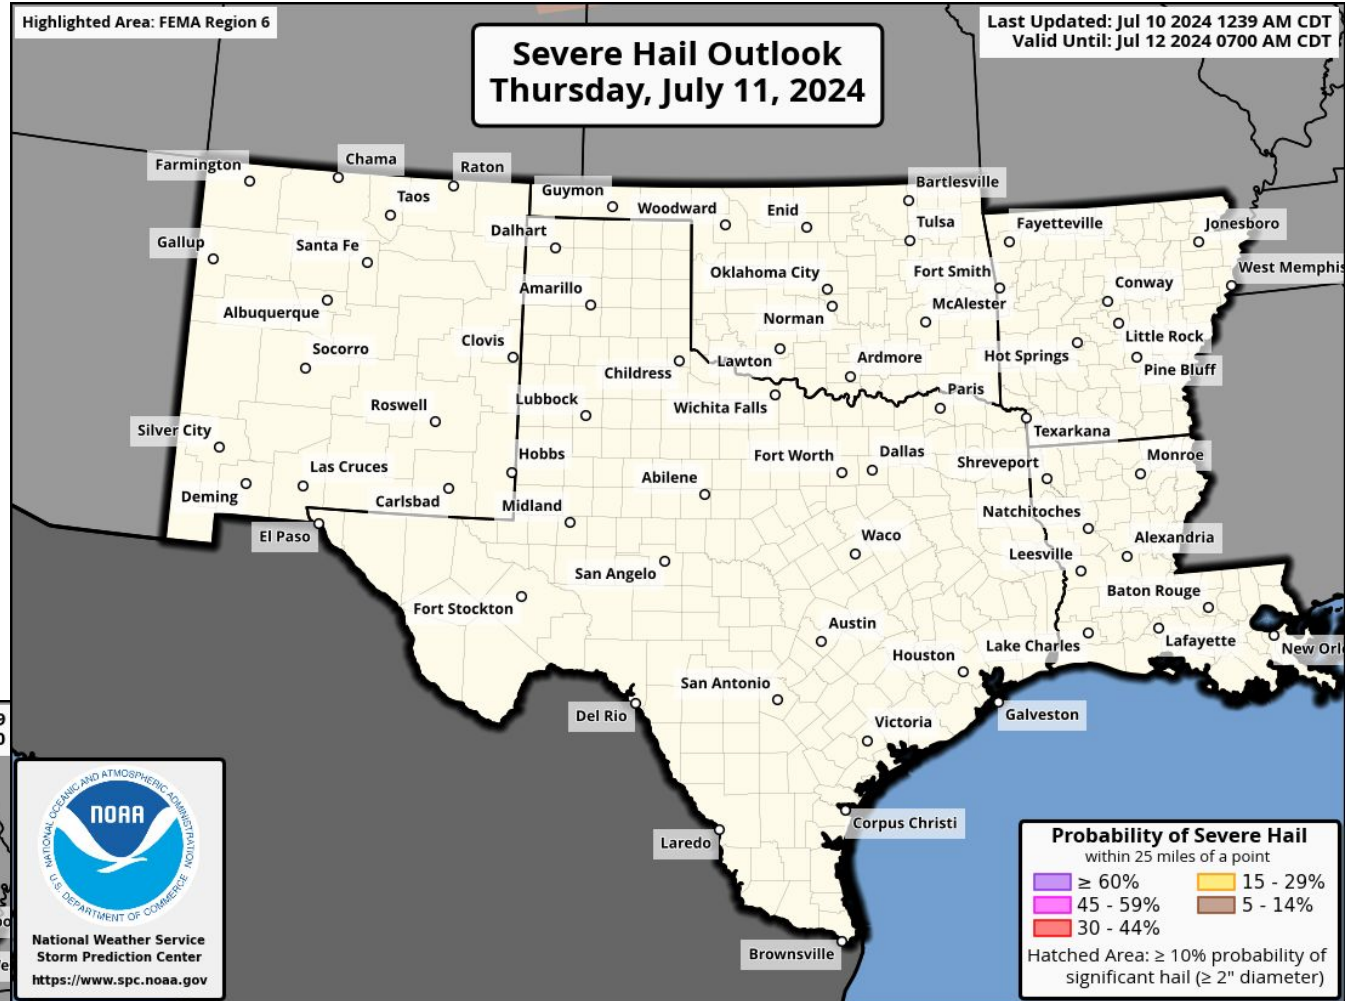 Highlighted Area: FEMA Region 6
Severe Hail Outlook
Thursday, July 11, 2024
Last Updated: Jul 10 2024 1239 AM CDT
Valid Until: Jul 12 2024 0700 AM CDT
Farmington
Chama
Raton
Taos
Guymon
Woodward
Enid
Bartlesville
Gallup
Santa Fe
Dalhart
Tulsa
Fayetteville
Jonesboro
Albuquerque
Amarillo
Oklahoma City
Fort Smith
Conway
West Memphis
Norman
McAlester
Socorro
Clovis
Childress
Lawton
Ardmore
Hot Springs
Little Rock
Pine Bluff
Roswell
Lubbock
Wichita Falls
Paris
Texarkana
Silver City
Las Cruces
Hobbs
Abilene
Fort Worth
Dallas
Shreveport
Monroe
Deming
Carlsbad
Midland
Natchitoches
El Paso
San Angelo
Waco
Leesville
Alexandria
Fort Stockton
Austin
Baton Rouge
Houston
Lake Charles
Lafayette
New Orl
San Antonio
Del Rio
Victoria
Galveston
Laredo
Corpus Christi
Brownsville
NATIONAL OCEANIC AND ATMOSPHERIC ADMINISTRATION
NOAA
U.S. DEPARTMENT OF COMMERCE
National Weather Service
Storm Prediction Center
https://www.spc.noaa.gov
Probability of Severe Hail
within 25 miles of a point
≥ 60%
45 - 59%
30 - 44%
15 - 29%
5 - 14%
Hatched Area: ≥ 10% probability of
significant hail (≥ 2" diameter)